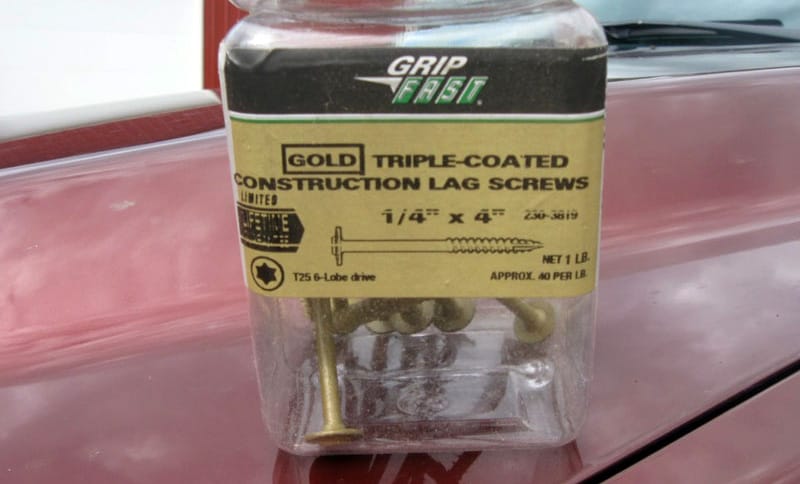 GRIP
FAST®
GOLD TRIPLE-COATED
CONSTRUCTION LAG SCREWS
LIMITED
LIFETIME
1/4" x 4" 230-3819
NET 1 LB.
T25 6-Lobe drive APPROX. 40 PER LB.